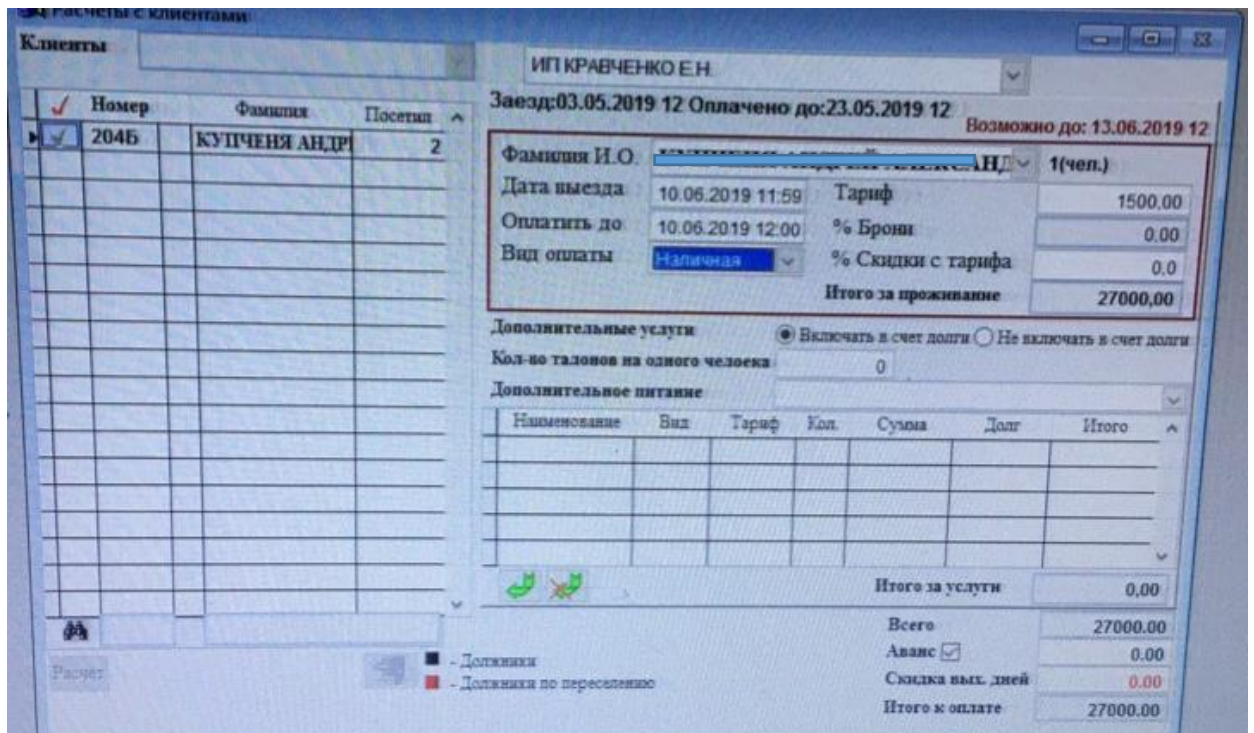 Расчеты с клиентами
Клиенты
ИП КРАВЧЕНКО Е.Н.
Номер Фамилия Посетил
204Б КУПЧЕНЯ АНДР 2
Заезд:03.05.2019 12 Оплачено до:23.05.2019 12
Возможно до: 13.06.2019 12
Фамилия И.О. 1(чел.)
Дата выезда 10.06.2019 11:59 Тариф 1500.00
Оплатить до 10.06.2019 12:00 % Брони 0.00
Вид оплаты Наличная % Скидки с тарифа 0.0
Итого за проживание 27000,00
Дополнительные услуги Включать в счет долги Не включать в счет долги
Кол-во талонов на одного челоека 0
Дополнительное питание
Наименование Вид Тариф Кол. Сумма Долг Итого
Итого за услуги 0,00
Всего 27000.00
Аванс 0.00
Скидка вых. дней 0.00
Итого к оплате 27000.00
Расчет
- Должники
- Должники по переселению